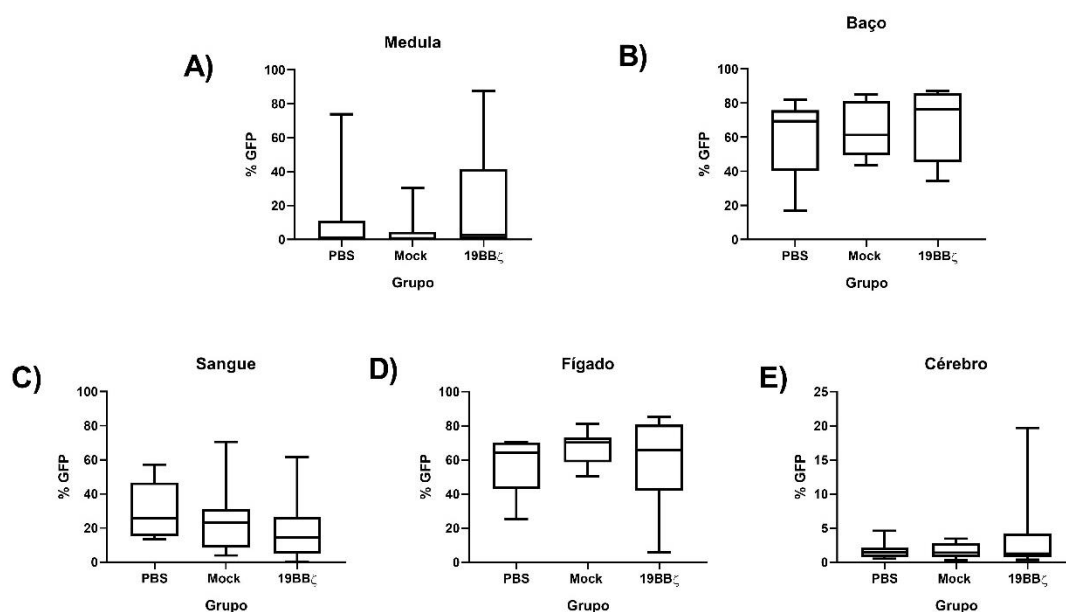 A)
Medula
100
80
60
40
20
0
% GFP
PBS Mock 19BBζ
Grupo
B)
Baço
100
80
60
40
20
0
% GFP
PBS Mock 19BBζ
Grupo
C)
Sangue
100
80
60
40
20
0
% GFP
PBS Mock 19BBζ
Grupo
D)
Fígado
100
80
60
40
20
0
% GFP
PBS Mock 19BBζ
Grupo
E)
Cérebro
25
20
15
10
5
0
% GFP
PBS Mock 19BBζ
Grupo